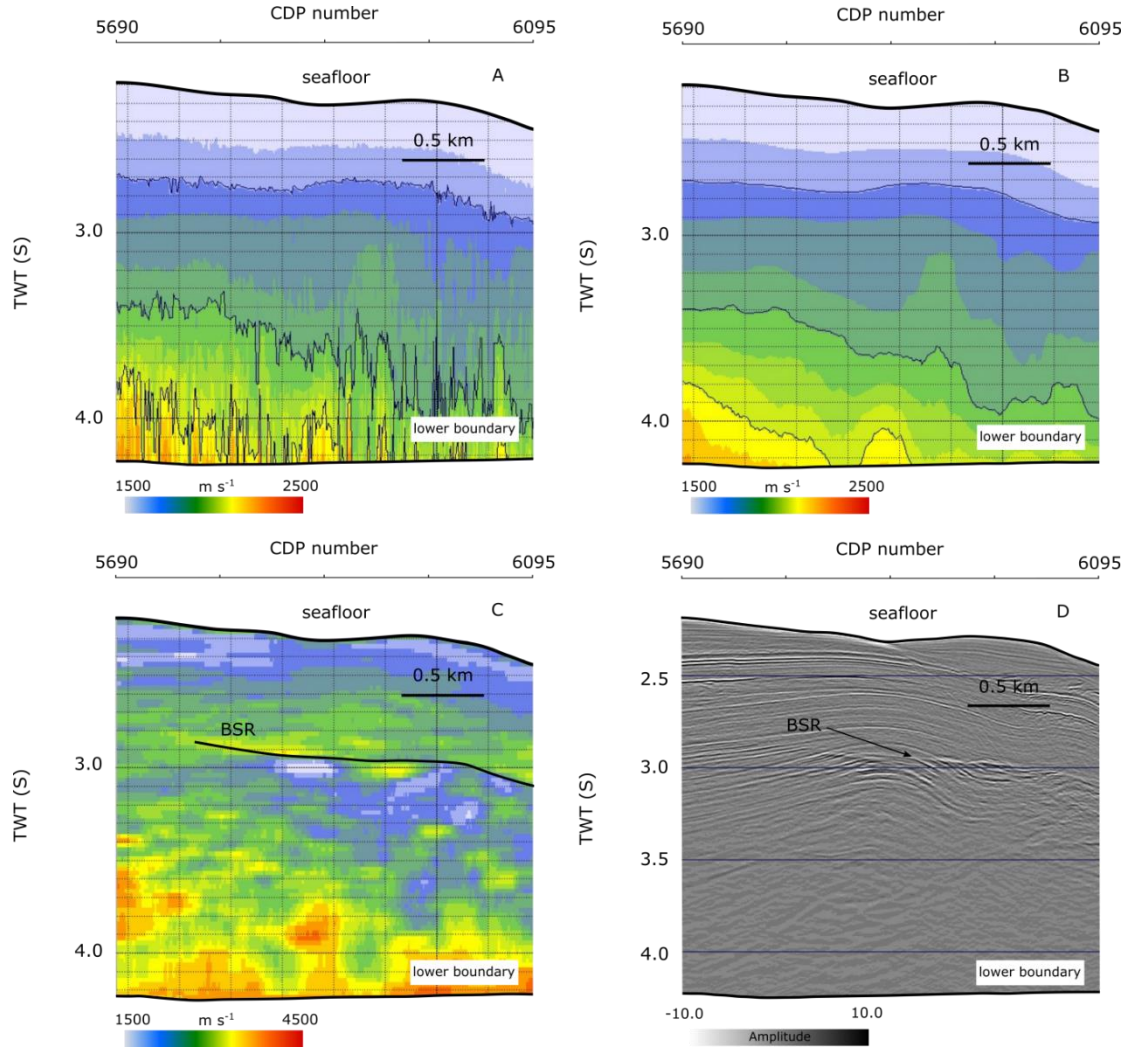 CDP number
5690 6095
seafloor A
0.5 km
3.0
TWT (S)
4.0
lower boundary
1500 m s⁻¹ 2500
CDP number
5690 6095
seafloor B
0.5 km
3.0
TWT (S)
4.0
lower boundary
1500 m s⁻¹ 2500
CDP number
5690 6095
seafloor C
0.5 km
BSR
3.0
TWT (S)
4.0
lower boundary
1500 m s⁻¹ 4500
CDP number
5690 6095
seafloor D
2.5
0.5 km
BSR
3.0
TWT (S)
3.5
4.0
lower boundary
-10.0 10.0
Amplitude